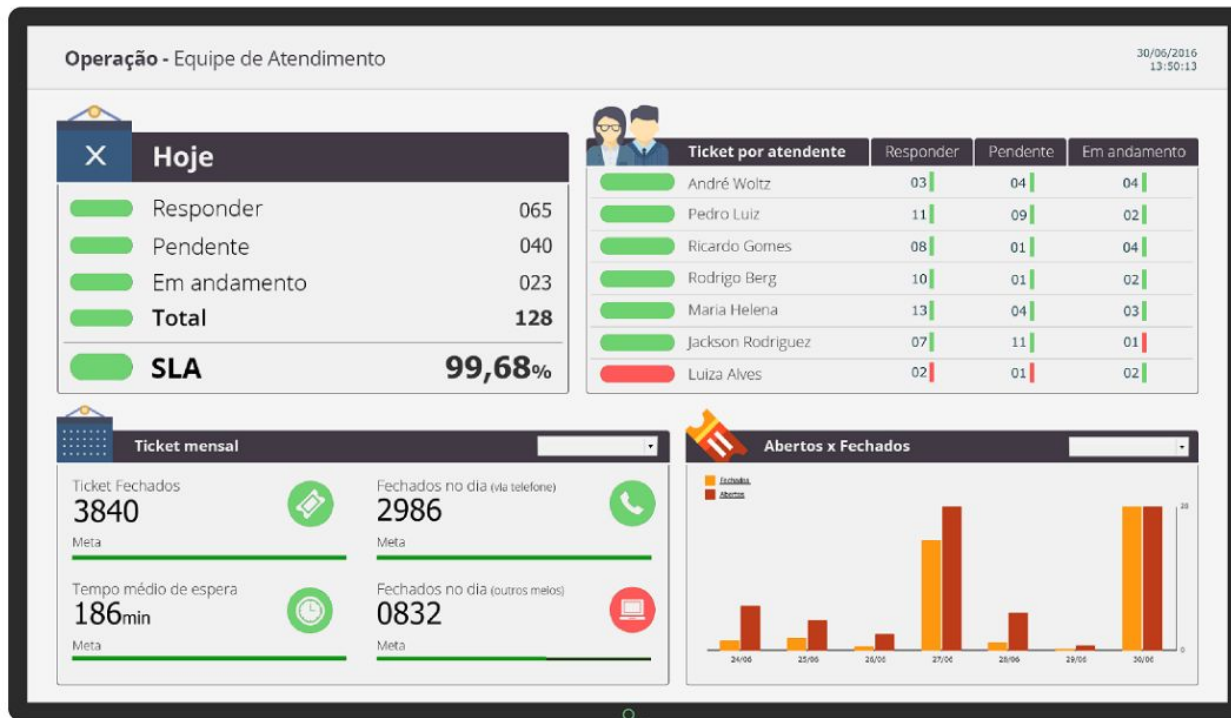 Operação - Equipe de Atendimento
30/06/2016
13:50:13
Hoje
Responder 065
Pendente 040
Em andamento 023
Total 128
SLA 99,68%
Ticket por atendente Responder Pendente Em andamento
André Woltz 03 04 04
Pedro Luiz 11 09 02
Ricardo Gomes 08 01 04
Rodrigo Berg 10 01 02
Maria Helena 13 04 03
Jackson Rodriguez 07 11 01
Luiza Alves 02 01 02
Ticket mensal
Ticket Fechados
3840
Meta
Fechados no dia (via telefone)
2986
Meta
Tempo médio de espera
186min
Meta
Fechados no dia (outros meios)
0832
Meta
Abertos x Fechados
Fechados
Abertos
0
24/06 25/06 26/06 27/06 28/06 29/06 30/06